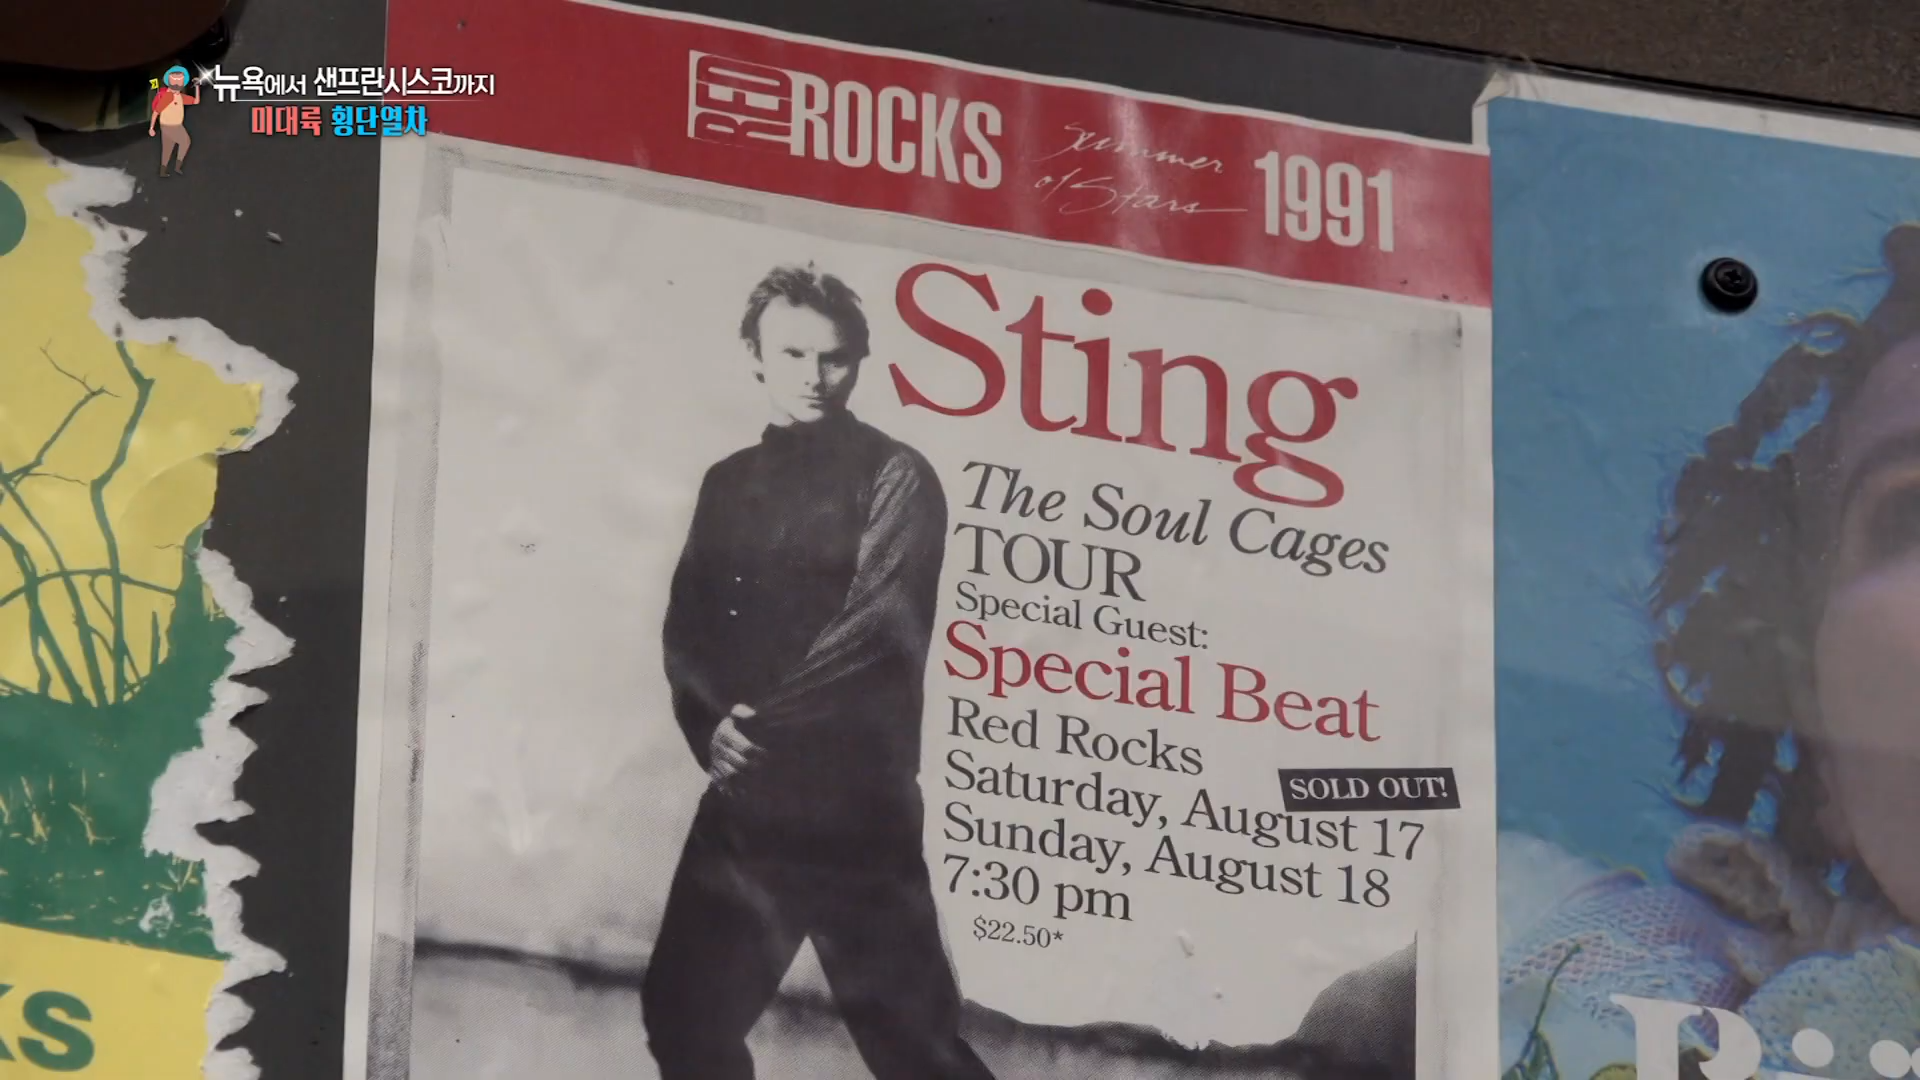 뉴욕에서 샌프란시스코까지
미대륙 횡단열차
RED ROCKS Summer of Stars 1991
Sting
The Soul Cages
TOUR
Special Guest:
Special Beat
Red Rocks
SOLD OUT!
Saturday, August 17
Sunday, August 18
7:30 pm
$22.50*
KS